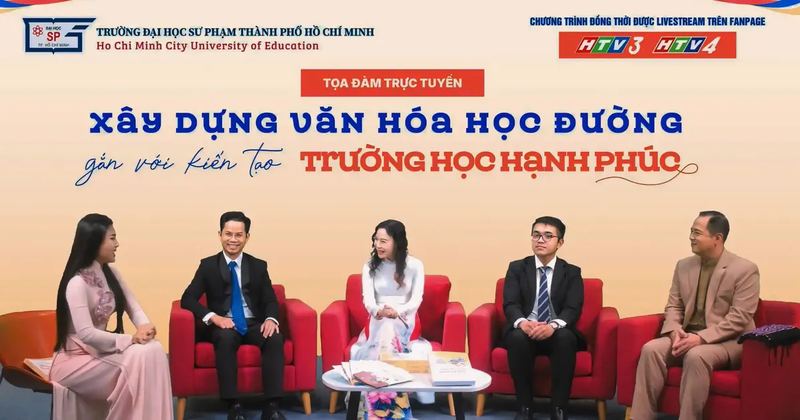 ĐẠI HỌC
SP
TP. HỒ CHÍ MINH
TRƯỜNG ĐẠI HỌC SƯ PHẠM THÀNH PHỐ HỒ CHÍ MINH
Ho Chi Minh City University of Education
CHƯƠNG TRÌNH ĐỒNG THỜI ĐƯỢC LIVESTREAM TRÊN FANPAGE
HTV3 HTV4
TỌA ĐÀM TRỰC TUYẾN
XÂY DỰNG VĂN HÓA HỌC ĐƯỜNG
gắn với kiến tạo TRƯỜNG HỌC HẠNH PHÚC